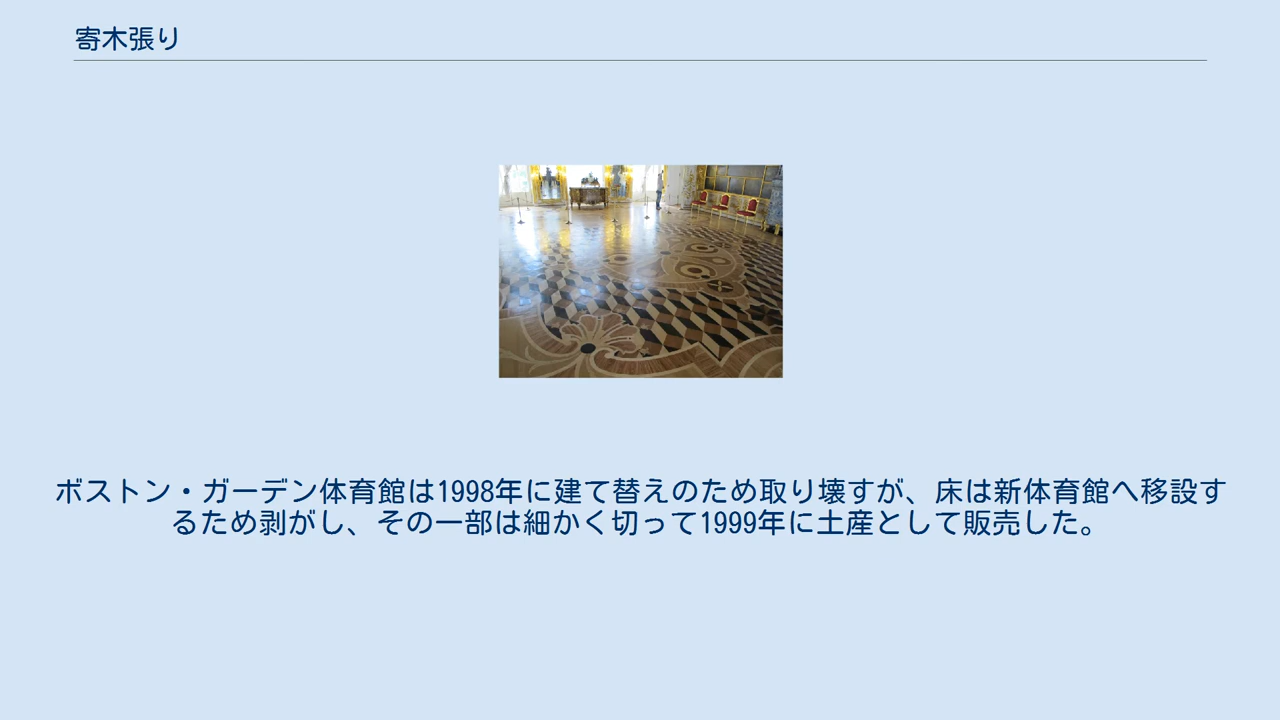 寄木張り
ボストン・ガーデン体育館は1998年に建て替えのため取り壊すが、床は新体育館へ移設す
るため剥がし、その一部は細かく切って1999年に土産として販売した。